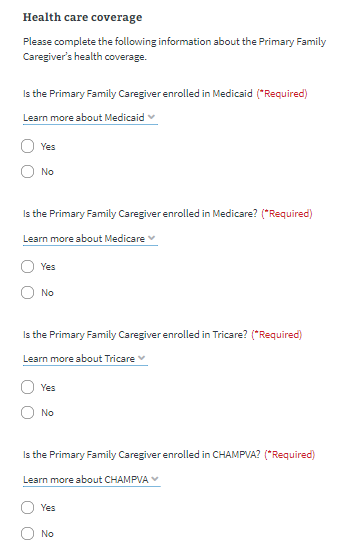 Health care coverage
Please complete the following information about the Primary Family
Caregiver's health coverage.
Is the Primary Family Caregiver enrolled in Medicaid (*Required)
Learn more about Medicaid
Yes
No
Is the Primary Family Caregiver enrolled in Medicare? (*Required)
Learn more about Medicare
Yes
No
Is the Primary Family Caregiver enrolled in Tricare? (*Required)
Learn more about Tricare
Yes
No
Is the Primary Family Caregiver enrolled in CHAMPVA? (*Required)
Learn more about CHAMPVA
Yes
No